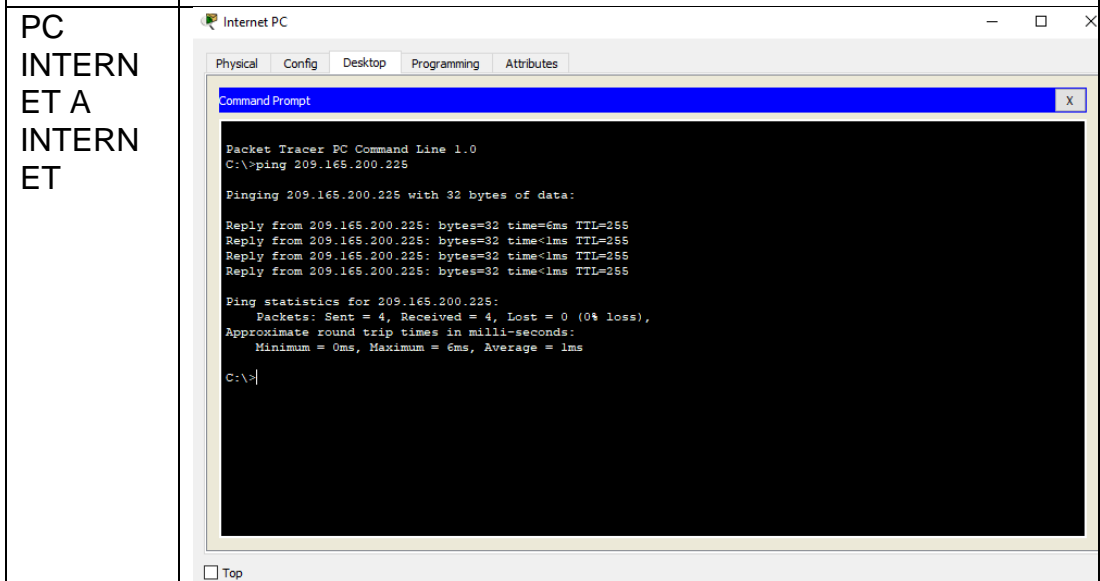 PC
INTERN
ET A
INTERN
ET
Internet PC
Physical Config Desktop Programming Attributes
Command Prompt X
Packet Tracer PC Command Line 1.0
C:\>ping 209.165.200.225
Pinging 209.165.200.225 with 32 bytes of data:
Reply from 209.165.200.225: bytes=32 time=6ms TTL=255
Reply from 209.165.200.225: bytes=32 time<1ms TTL=255
Reply from 209.165.200.225: bytes=32 time<1ms TTL=255
Reply from 209.165.200.225: bytes=32 time<1ms TTL=255
Ping statistics for 209.165.200.225:
Packets: Sent = 4, Received = 4, Lost = 0 (0% loss),
Approximate round trip times in milli-seconds:
Minimum = 0ms, Maximum = 6ms, Average = 1ms
C:\>
Top